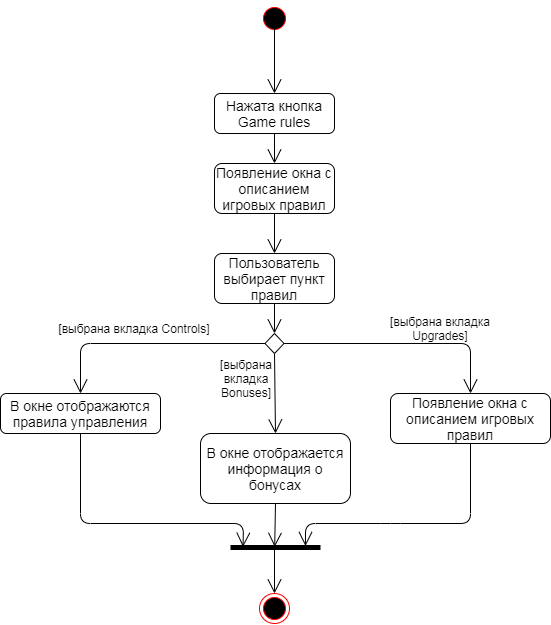 Нажата кнопка
Game rules
Появление окна с
описанием
игровых правил
Пользователь
выбирает пункт
правил
[выбрана вкладка Controls]
[выбрана
вкладка
Bonuses]
[выбрана вкладка
Upgrades]
В окне отображаются
правила управления
В окне отображается
информация о
бонусах
Появление окна с
описанием игровых
правил